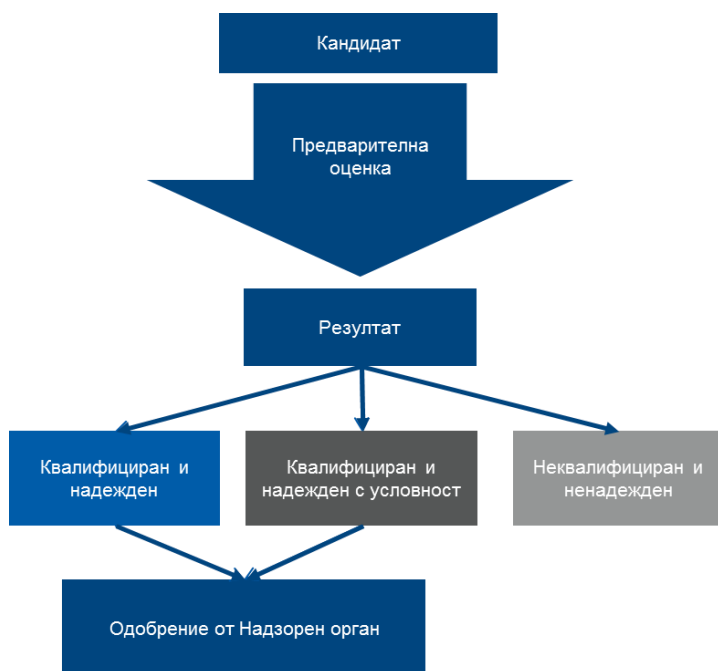 Кандидат
Предварителна
оценка
Резултат
Квалифициран и
надежден
Квалифициран и
надежден с условност
Неквалифициран и
ненадежден
Одобрение от Надзорен орган